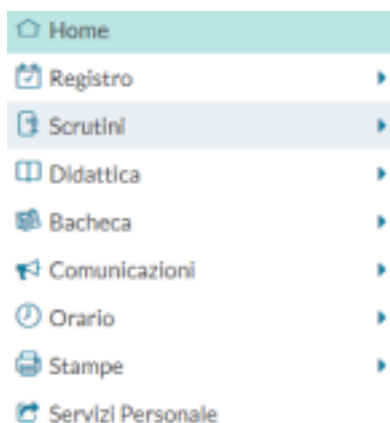 Home
Registro
Scrutini
Didattica
Bacheca
Comunicazioni
Orario
Stampe
Servizi Personale